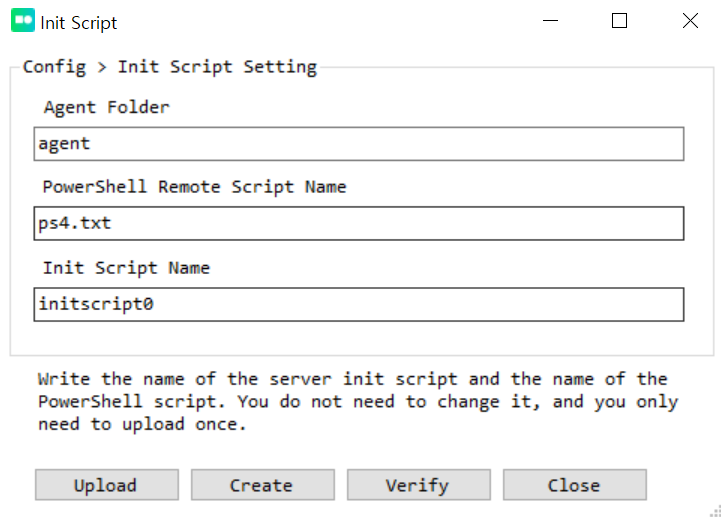 Init Script
Config > Init Script Setting
Agent Folder
agent
PowerShell Remote Script Name
ps4.txt
Init Script Name
initscript0
Write the name of the server init script and the name of the
PowerShell script. You do not need to change it, and you only
need to upload once.
Upload Create Verify Close